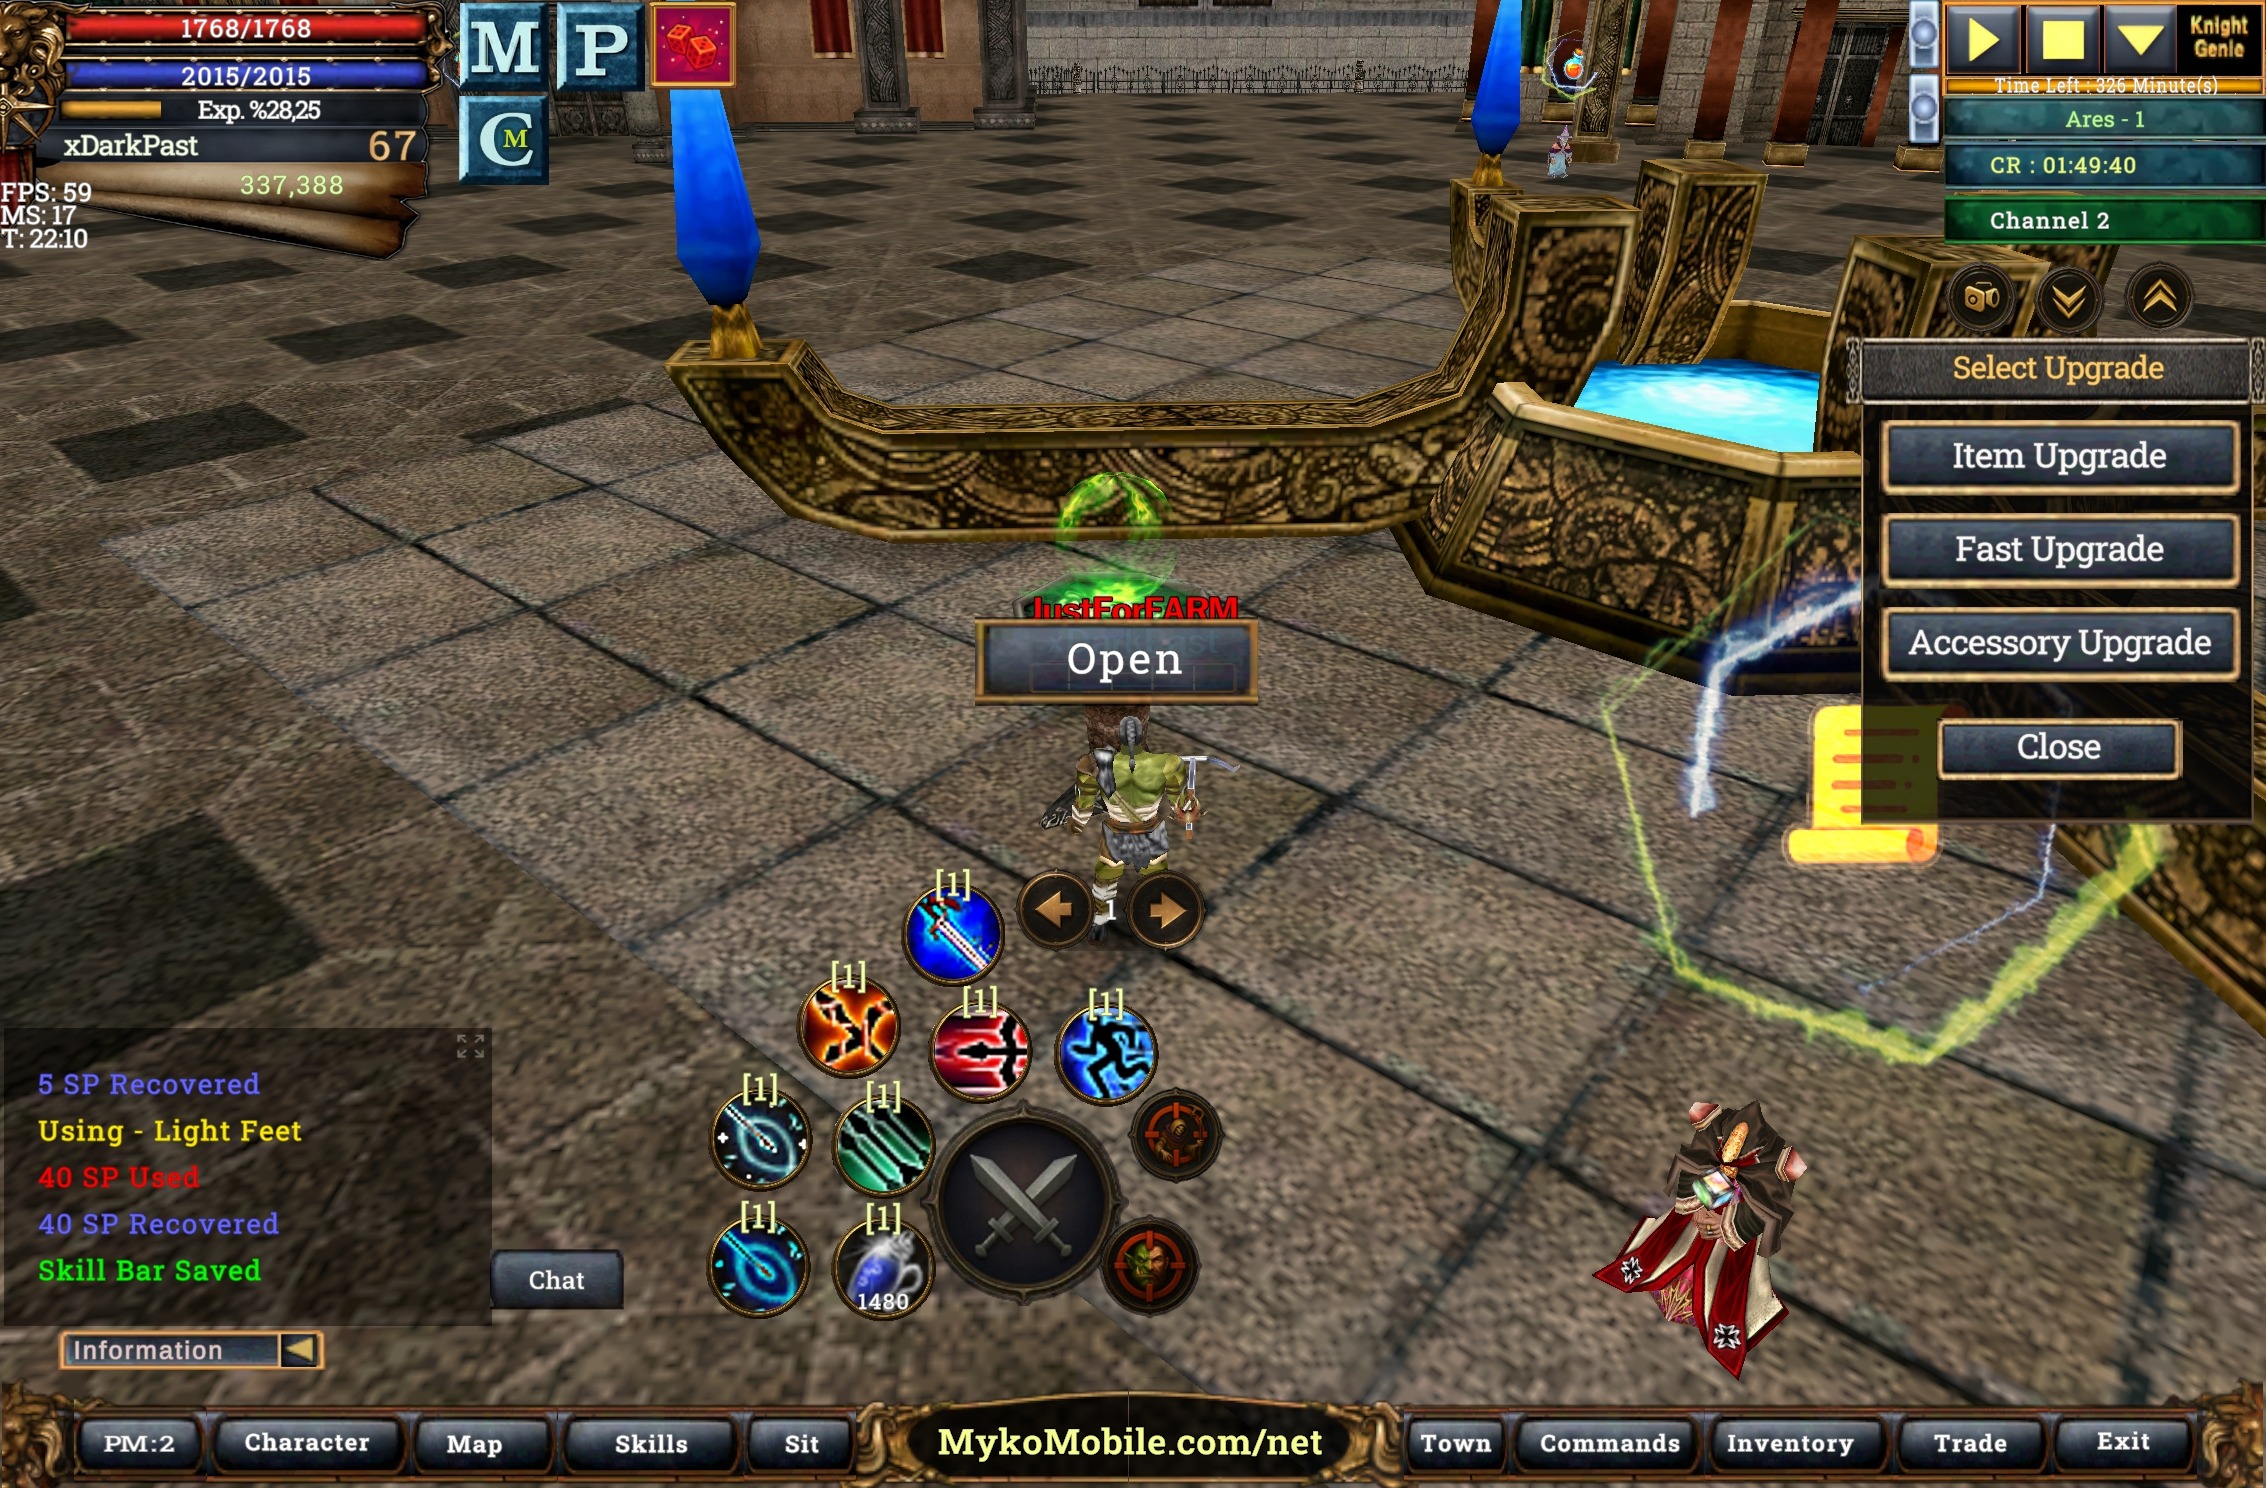 1768/1768
2015/2015
Exp. %28,25
xDarkPast 67
337,388
FPS: 59
MS: 17
T: 22:10
M P
C M
Knight
Genie
Time Left : 326 Minute(s)
Ares - 1
CR : 01:49:40
Channel 2
Select Upgrade
Item Upgrade
Fast Upgrade
Accessory Upgrade
Close
JustForFARM
Open
[1]
1
[1]
[1]
[1]
[1]
[1]
[1]
[1]
1480
5 SP Recovered
Using - Light Feet
40 SP Used
40 SP Recovered
Skill Bar Saved
Chat
Information
PM:2
Character
Map
Skills
Sit
MykoMobile.com/net
Town
Commands
Inventory
Trade
Exit